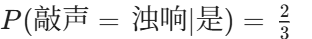 P(敲声 = 浊响|是) = 2/3